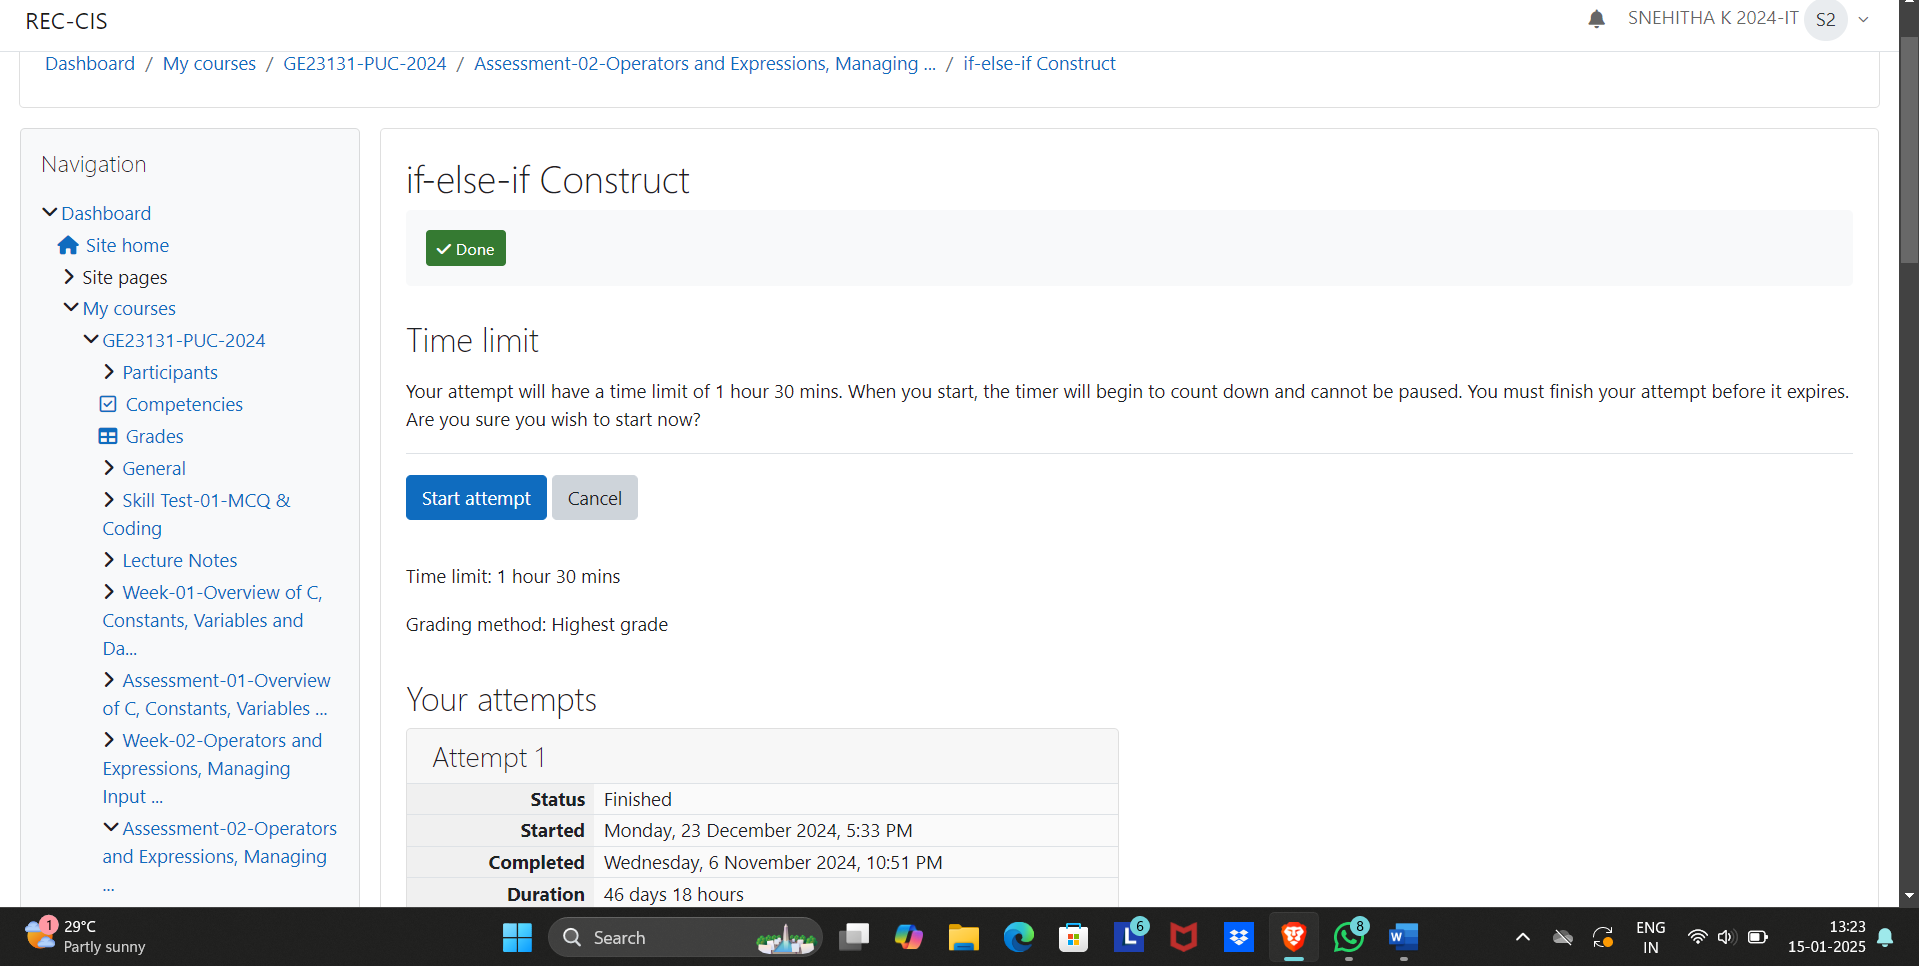 REC-CIS
SNEHITHA K 2024-IT S2
Dashboard / My courses / GE23131-PUC-2024 / Assessment-02-Operators and Expressions, Managing ... / if-else-if Construct
Navigation
Dashboard
Site home
Site pages
My courses
GE23131-PUC-2024
Participants
Competencies
Grades
General
Skill Test-01-MCQ &
Coding
Lecture Notes
Week-01-Overview of C,
Constants, Variables and
Da...
Assessment-01-Overview
of C, Constants, Variables ...
Week-02-Operators and
Expressions, Managing
Input ...
Assessment-02-Operators
and Expressions, Managing
...
if-else-if Construct
Done
Time limit
Your attempt will have a time limit of 1 hour 30 mins. When you start, the timer will begin to count down and cannot be paused. You must finish your attempt before it expires.
Are you sure you wish to start now?
Start attempt Cancel
Time limit: 1 hour 30 mins
Grading method: Highest grade
Your attempts
Attempt 1
Status Finished
Started Monday, 23 December 2024, 5:33 PM
Completed Wednesday, 6 November 2024, 10:51 PM
Duration 46 days 18 hours
1
29°C
Partly sunny
Search
L 6
8
W
ENG
IN
13:23
15-01-2025